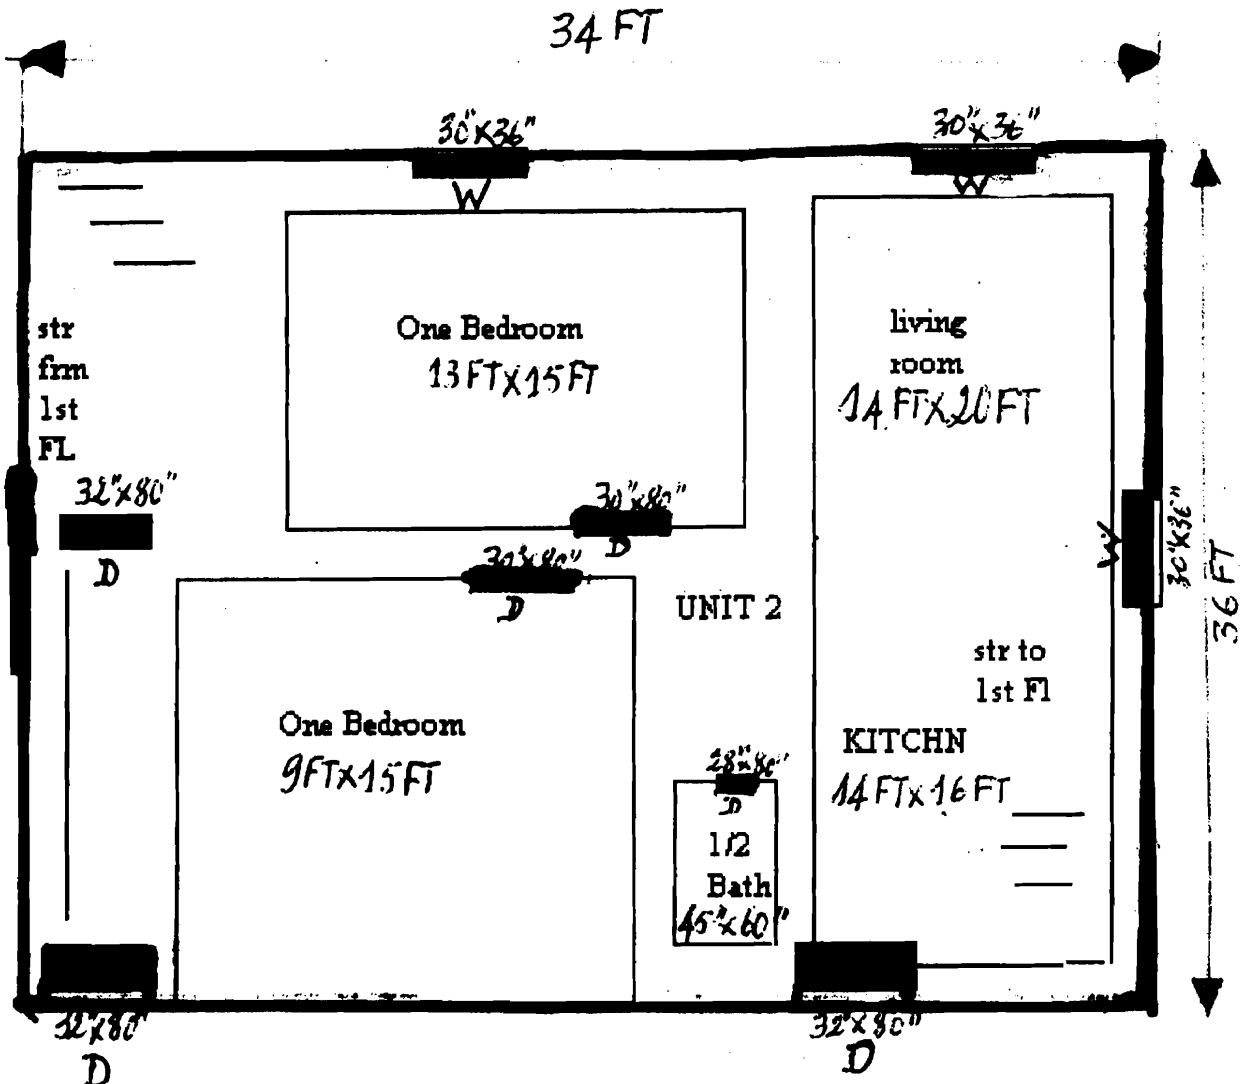 34 FT
30"x36"
30"x36"
W
W
str
frm
1st
FL
One Bedroom
13FTX15FT
living
room
14 FTX20FT
32"x80"
D
30"x80"
D
30"x80"
D
W
30"x36"
36 FT
UNIT 2
str to
1st Fl
One Bedroom
9FTX15FT
KITCHN
14FTx16FT
28"x80"
D
1/2
Bath
45"x60"
32"x80"
D
32"x80"
D